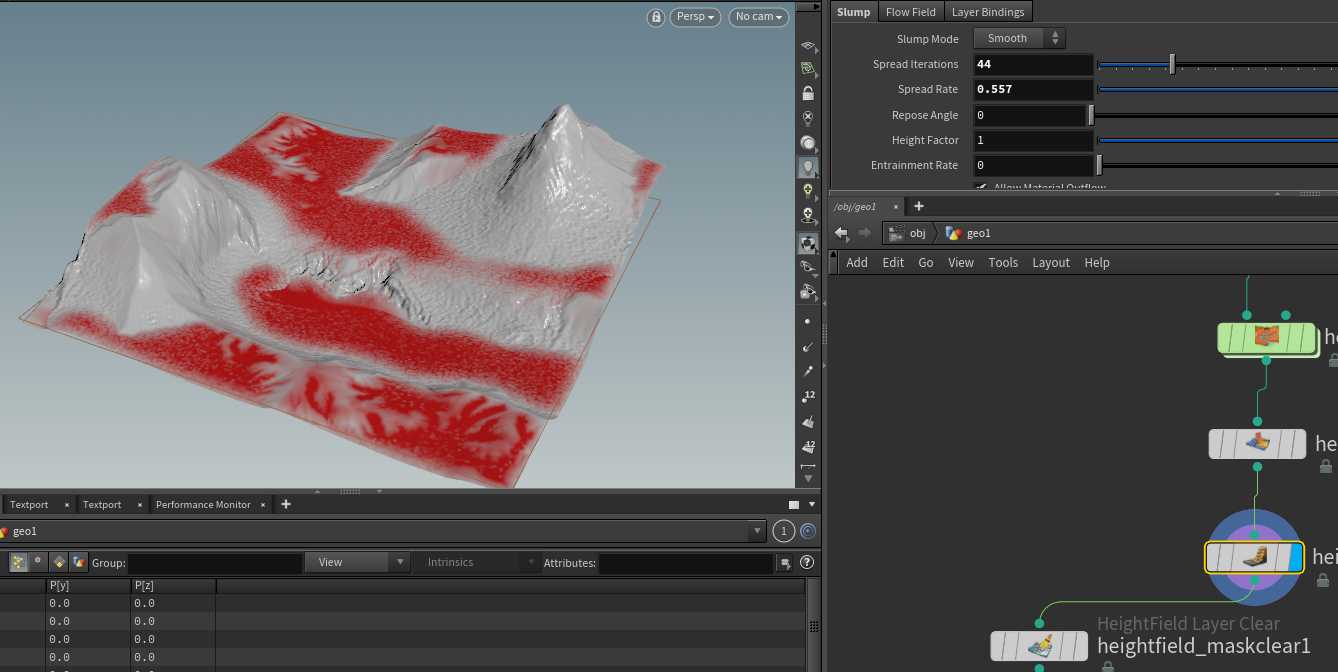 Persp
No cam
12
12
Slump Flow Field Layer Bindings
Slump Mode Smooth
Spread Iterations 44
Spread Rate 0.557
Repose Angle 0
Height Factor 1
Entrainment Rate 0
Allow Material Outflow
/obj/geo1 × +
obj geo1
Add Edit Go View Tools Layout Help
he
he
hei
HeightField Layer Clear
heightfield_maskclear1
Textport × Textport × Performance Monitor × +
geo1 1
Group: View Intrinsics Attributes: ?
P[y] P[z]
0.0 0.0
0.0 0.0
0.0 0.0
0.0 0.0